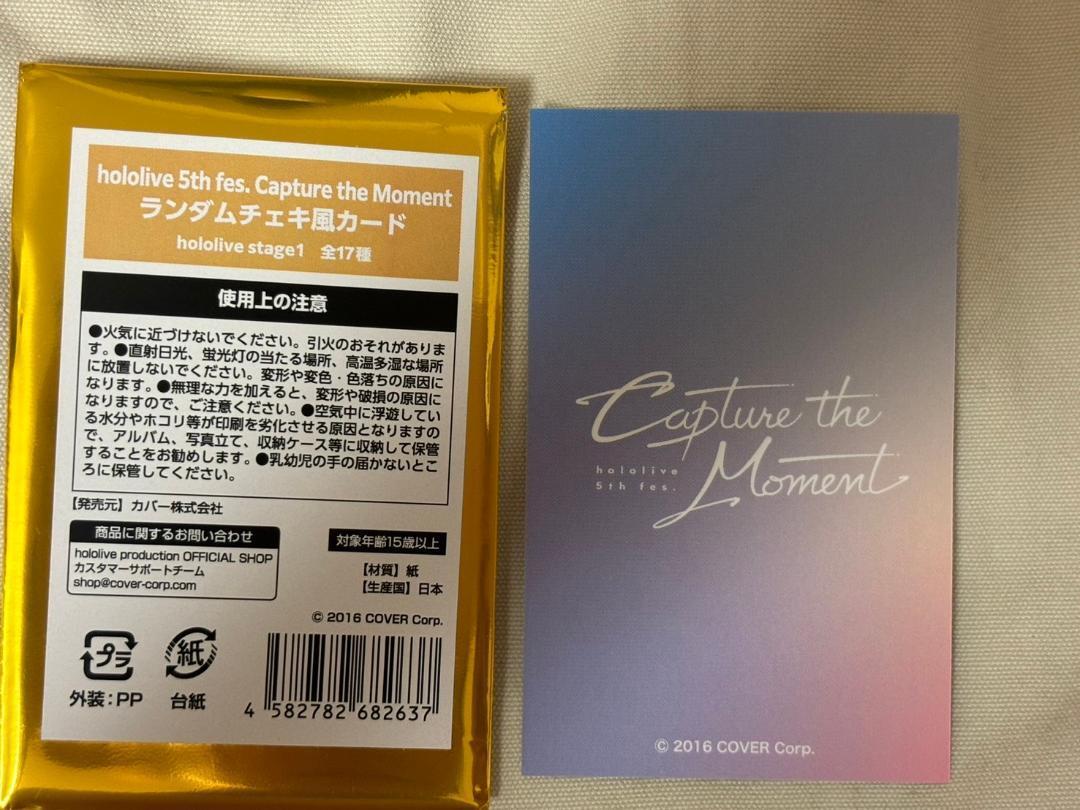 hololive 5th fes. Capture the Moment
ランダムチェキ風カード
hololive stage1 全17種
使用上の注意
●火気に近づけないでください。引火のおそれがありま
す。●直射日光、蛍光灯の当たる場所、高温多湿な場所
に放置しないでください。変形や変色・色落ちの原因に
なります。●無理な力を加えると、変形や破損の原因に
なりますので、ご注意ください。●空気中に浮遊してい
る水分やホコリ等が印刷を劣化させる原因となりますの
で、アルバム、写真立て、収納ケース等に収納して保管
することをお勧めします。●乳幼児の手の届かないとこ
ろに保管してください。
【発売元】カバー株式会社
商品に関するお問い合わせ
hololive production OFFICIAL SHOP
カスタマーサポートチーム
shop@cover-corp.com
対象年齢15歳以上
【材質】紙
【生産国】日本
© 2016 COVER Corp.
プラ
外装：PP
紙
台紙
4 582782 682637
Capture the
hololive
5th fes.
Moment
© 2016 COVER Corp.